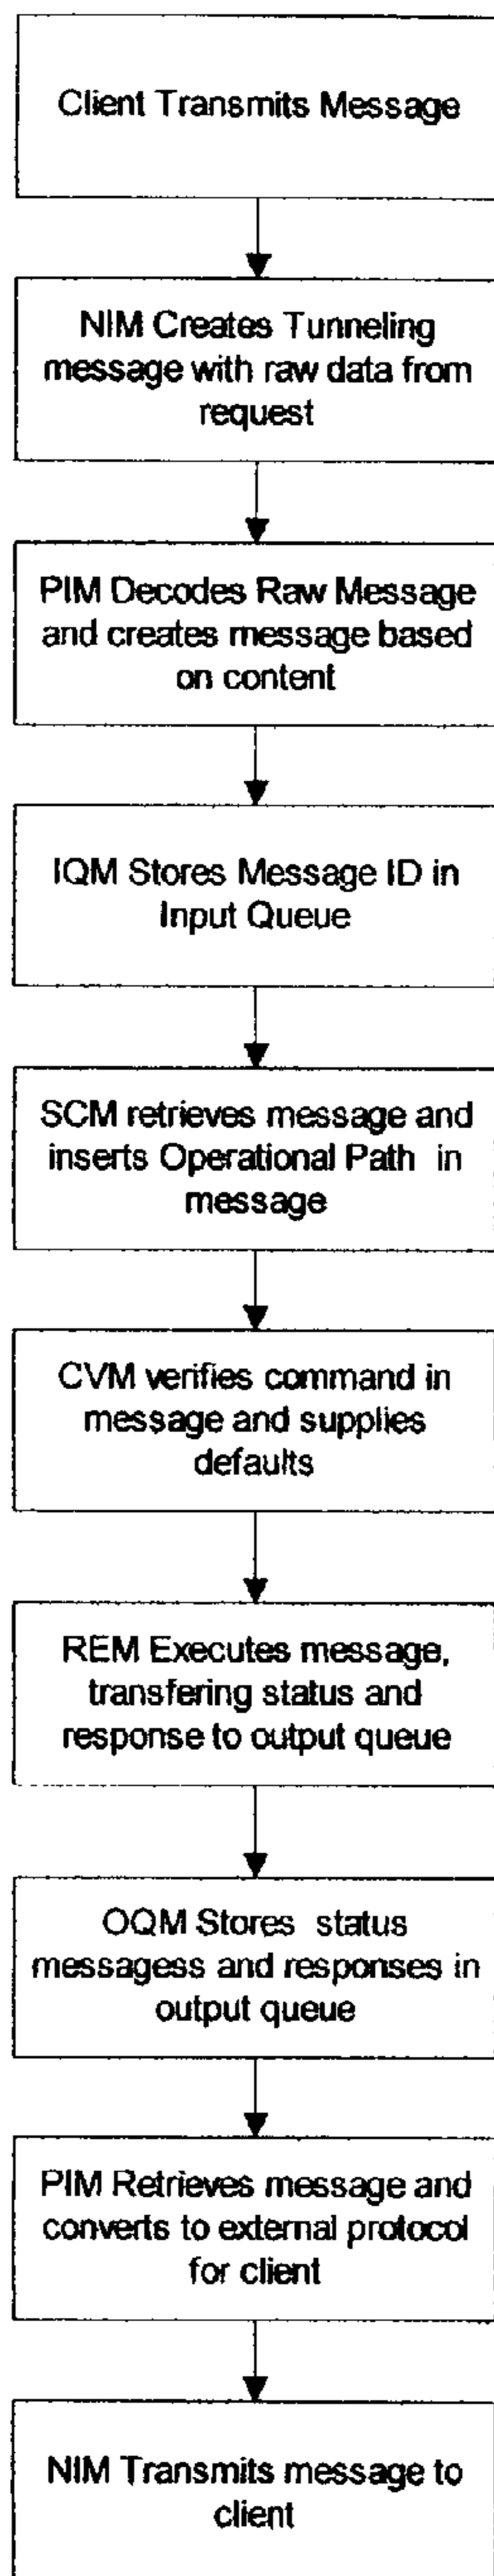 Client Transmits Message
NIM Creates Tunneling
message with raw data from
request
PIM Decodes Raw Message
and creates message based
on content
IQM Stores Message ID in
Input Queue
SCM retrieves message and
inserts Operational Path in
message
CVM verifies command in
message and supplies
defaults
REM Executes message,
transfering status and
response to output queue
OQM Stores status
messagess and responses in
output queue
PIM Retrieves message and
converts to external protocol
for client
NIM Transmits message to
client